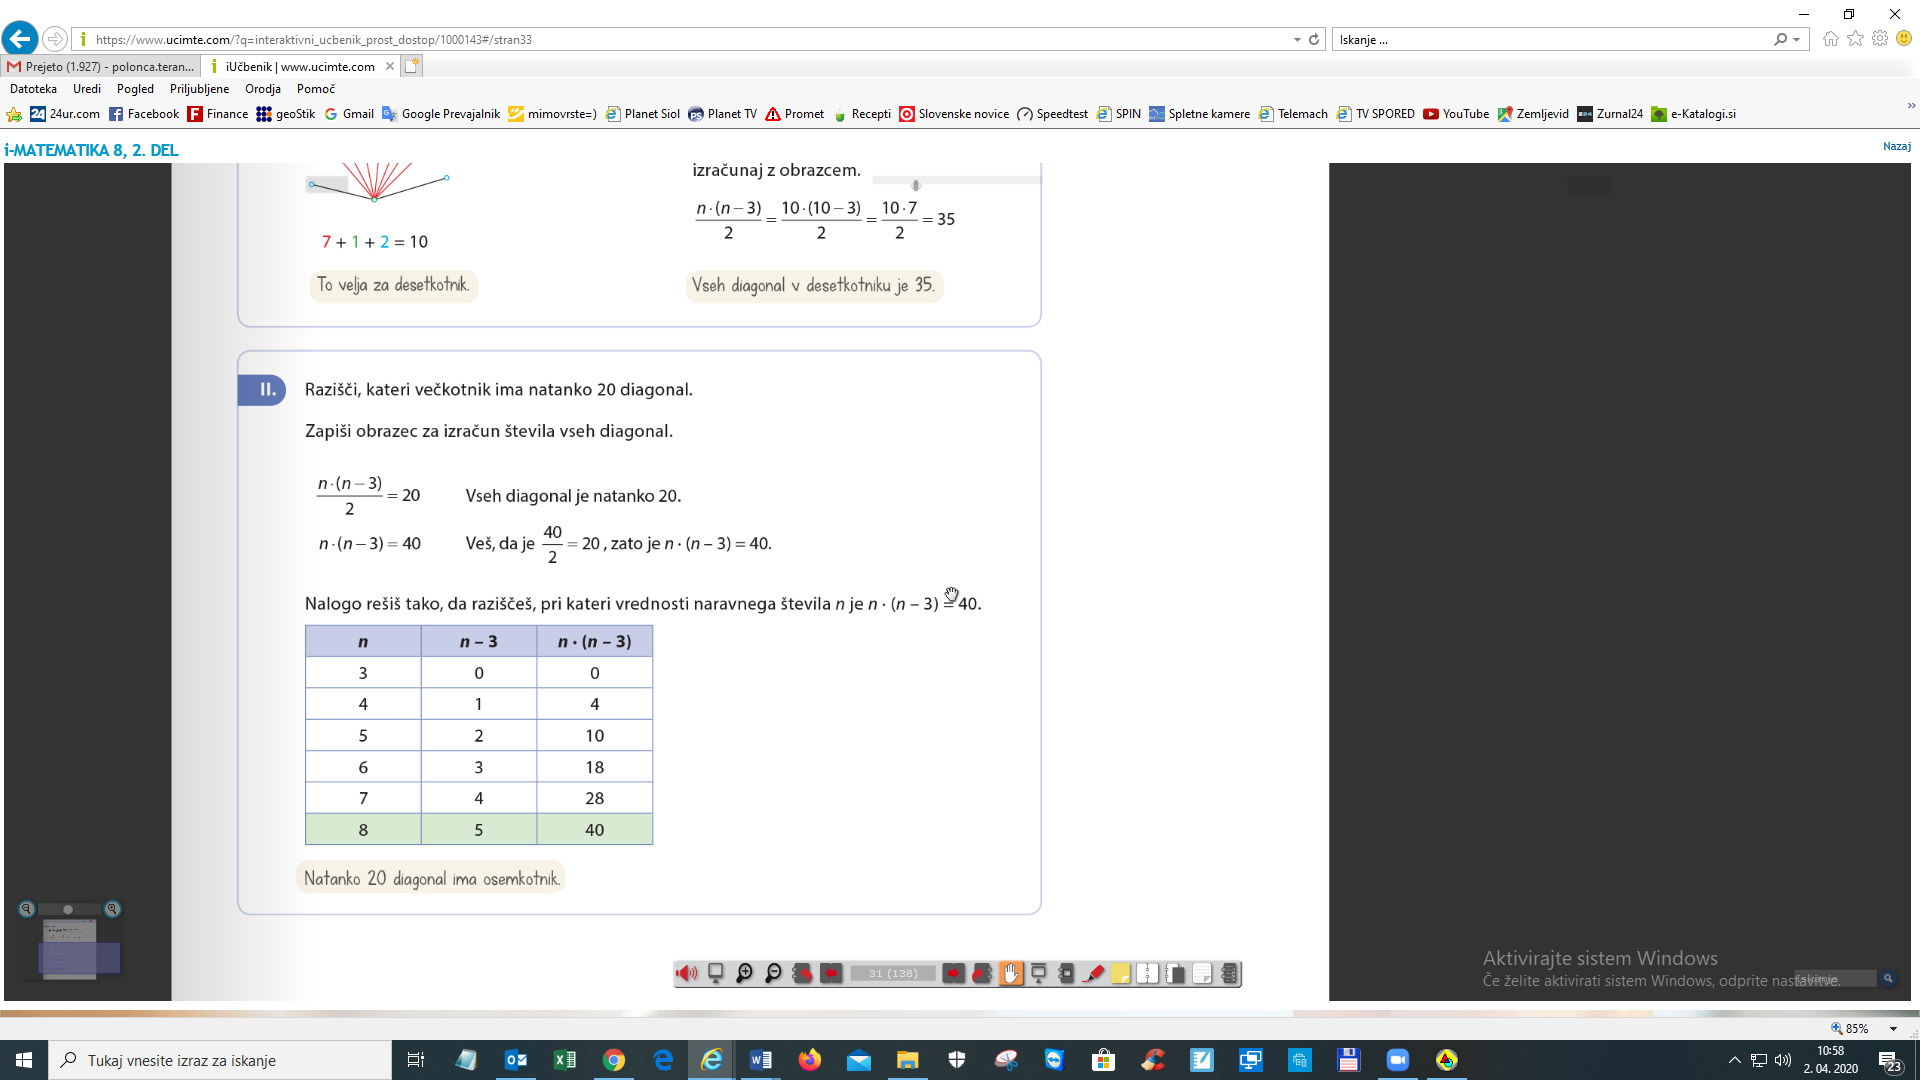 https://www.ucimte.com/?q=interaktivni_ucbenik_prost_dostop/1000143#/stran33
Iskanje ...
Prejeto (1.927) - polonca.teran...
iUčbenik | www.ucimte.com
Datoteka Uredi Pogled Priljubljene Orodja Pomoč
24ur.com Facebook Finance geoStik Gmail Google Prevajalnik mimovrste=) Planet Siol Planet TV Promet Recepti Slovenske novice Speedtest SPIN Spletne kamere Telemach TV SPORED YouTube Zemljevid Zurnal24 e-Katalogi.si
i-MATEMATIKA 8, 2. DEL
Nazaj
izračunaj z obrazcem.
n·(n–3)/2 = 10·(10–3)/2 = 10·7/2 = 35
7 + 1 + 2 = 10
To velja za desetkotnik.
Vseh diagonal v desetkotniku je 35.
II. Razišči, kateri večkotnik ima natanko 20 diagonal.
Zapiši obrazec za izračun števila vseh diagonal.
n·(n–3)/2 = 20 Vseh diagonal je natanko 20.
n·(n–3) = 40 Veš, da je 40/2 = 20 , zato je n · (n – 3) = 40.
Nalogo rešiš tako, da raziščeš, pri kateri vrednosti naravnega števila n je n · (n – 3) = 40.
n n – 3 n · (n – 3)
3 0 0
4 1 4
5 2 10
6 3 18
7 4 28
8 5 40
Natanko 20 diagonal ima osemkotnik.
31 (138)
Aktivirajte sistem Windows
Če želite aktivirati sistem Windows, odprite nastavitve.
85%
Tukaj vnesite izraz za iskanje
10:58
2. 04. 2020
23